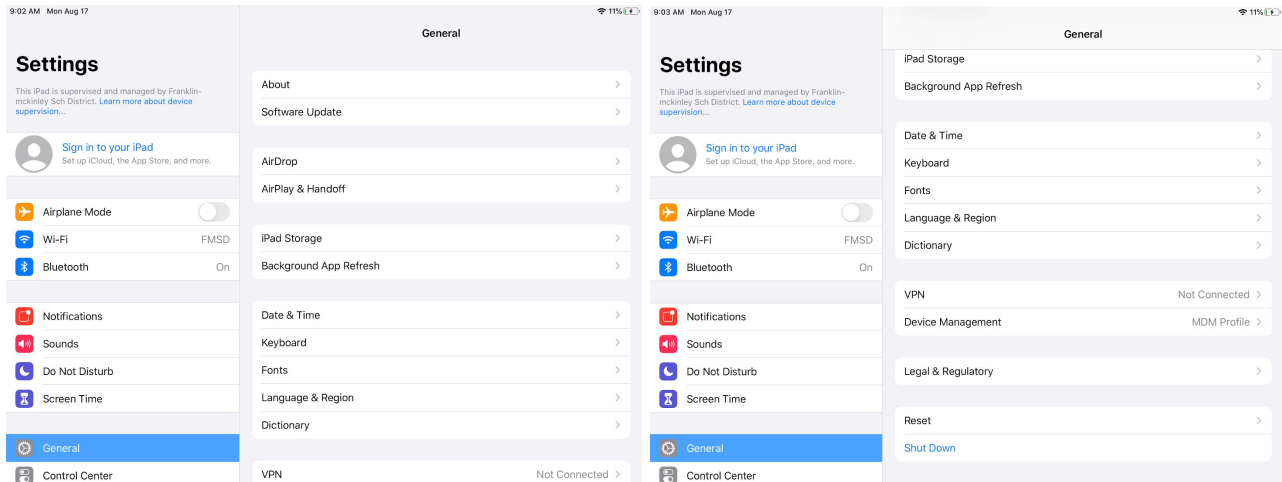 9:02 AM Mon Aug 17
11%
Settings
This iPad is supervised and managed by Franklin-
mckinley Sch District. Learn more about device
supervision...
Sign in to your iPad
Set up iCloud, the App Store, and more.
Airplane Mode
Wi-Fi FMSD
Bluetooth On
Notifications
Sounds
Do Not Disturb
Screen Time
General
Control Center
General
About
Software Update
AirDrop
AirPlay & Handoff
iPad Storage
Background App Refresh
Date & Time
Keyboard
Fonts
Language & Region
Dictionary
VPN Not Connected
9:03 AM Mon Aug 17
11%
Settings
This iPad is supervised and managed by Franklin-
mckinley Sch District. Learn more about device
supervision...
Sign in to your iPad
Set up iCloud, the App Store, and more.
Airplane Mode
Wi-Fi FMSD
Bluetooth On
Notifications
Sounds
Do Not Disturb
Screen Time
General
Control Center
General
iPad Storage
Background App Refresh
Date & Time
Keyboard
Fonts
Language & Region
Dictionary
VPN Not Connected
Device Management MDM Profile
Legal & Regulatory
Reset
Shut Down